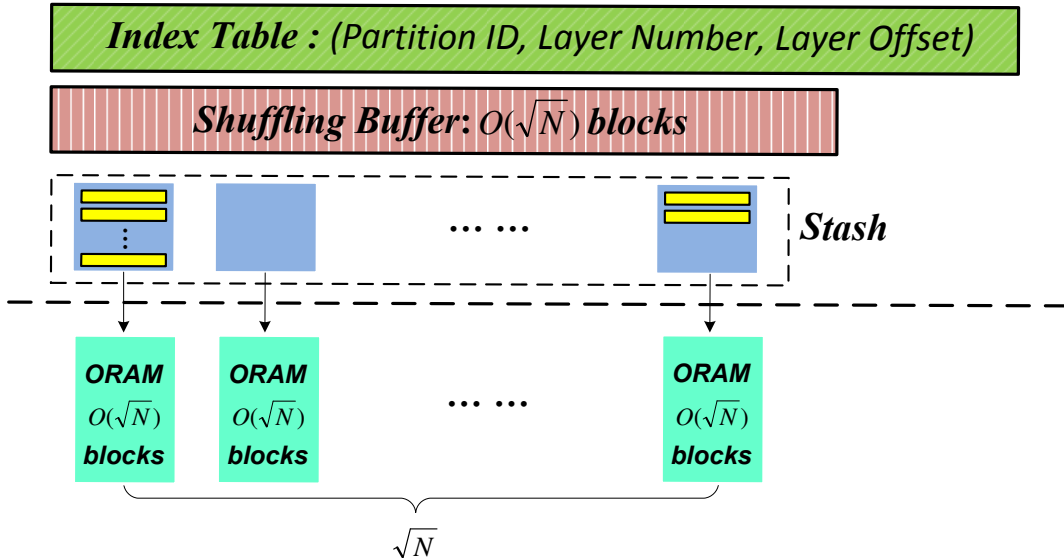 Index Table : (Partition ID, Layer Number, Layer Offset)
Shuffling Buffer: O(√N) blocks
⋮
... ...
Stash
ORAM O(√N) blocks
ORAM O(√N) blocks
... ...
ORAM O(√N) blocks
√N